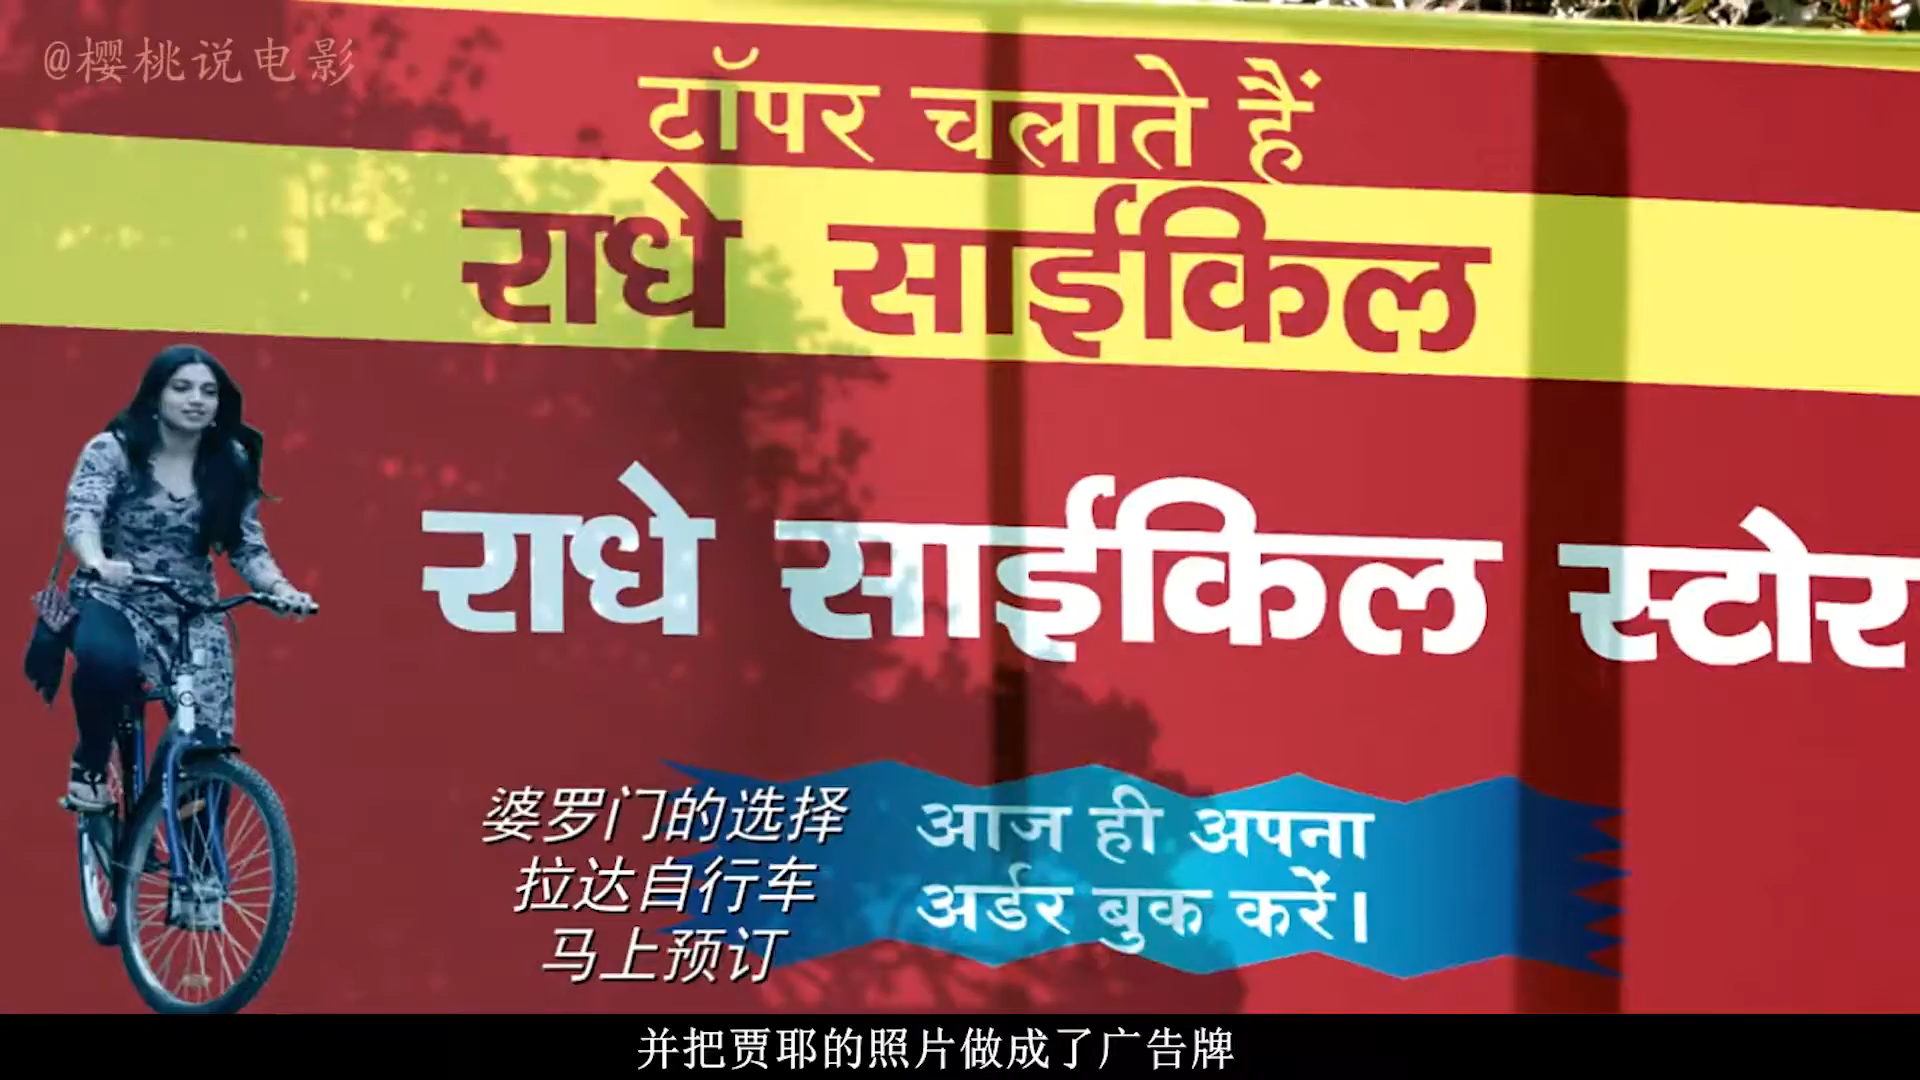 @樱桃说电影
टॉपर चलाते हैं
राधे साईकिल
राधे साईकिल स्टोर
婆罗门的选择
拉达自行车
马上预订
आज ही अपना
अर्डर बुक करें।
并把贾耶的照片做成了广告牌